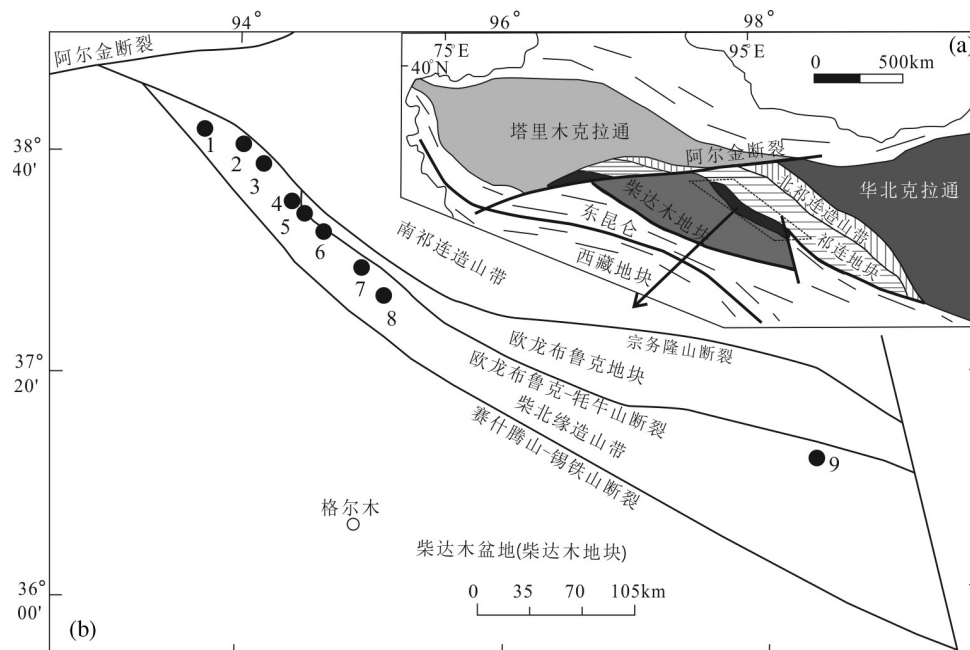 94°
96°
98°
阿尔金断裂
75°E
95°E
(a)
40°N
0 500km
塔里木克拉通
阿尔金断裂
华北克拉通
北祁连造山带
祁连地块
柴达木地块
东昆仑
西藏地块
38°
40'
1
2
3
4
5
6
7
8
南祁连造山带
宗务隆山断裂
37°
20'
欧龙布鲁克地块
欧龙布鲁克-牦牛山断裂
柴北缘造山带
赛什腾山-锡铁山断裂
9
格尔木
柴达木盆地(柴达木地块)
36°
00'
0 35 70 105km
(b)